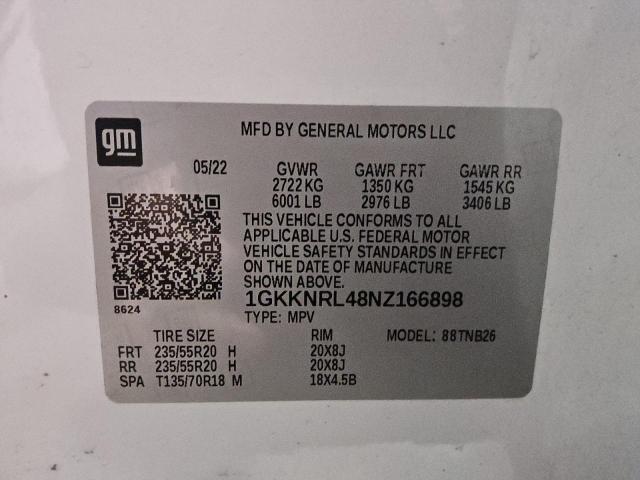 gm
MFD BY GENERAL MOTORS LLC
05/22 GVWR GAWR FRT GAWR RR
2722 KG 1350 KG 1545 KG
6001 LB 2976 LB 3406 LB
THIS VEHICLE CONFORMS TO ALL
APPLICABLE U.S. FEDERAL MOTOR
VEHICLE SAFETY STANDARDS IN EFFECT
ON THE DATE OF MANUFACTURE
SHOWN ABOVE.
1GKKNRL48NZ166898
8624
TYPE: MPV
TIRE SIZE RIM MODEL: 88TNB26
FRT 235/55R20 H 20X8J
RR 235/55R20 H 20X8J
SPA T135/70R18 M 18X4.5B